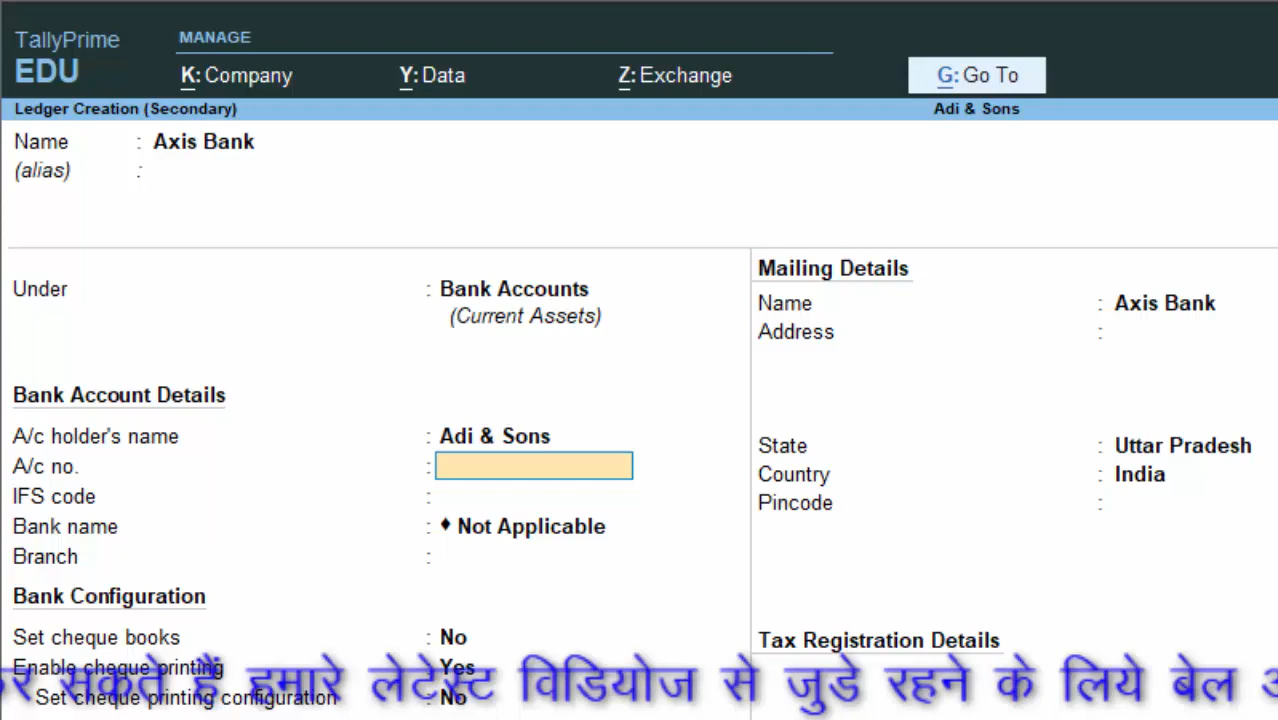 TallyPrime
EDU
MANAGE
K: Company Y: Data Z: Exchange G: Go To
Ledger Creation (Secondary) Adi & Sons
Name : Axis Bank
(alias) :
Under : Bank Accounts
(Current Assets)
Bank Account Details
A/c holder's name : Adi & Sons
A/c no. :
IFS code :
Bank name : ♦ Not Applicable
Branch :
Bank Configuration
Set cheque books : No
Enable cheque printing : Yes
Set cheque printing configuration : No
Mailing Details
Name : Axis Bank
Address :
State : Uttar Pradesh
Country : India
Pincode :
Tax Registration Details
सकते हैं हमारे लेटेस्ट विडियोज से जुडे रहने के लिये बेल